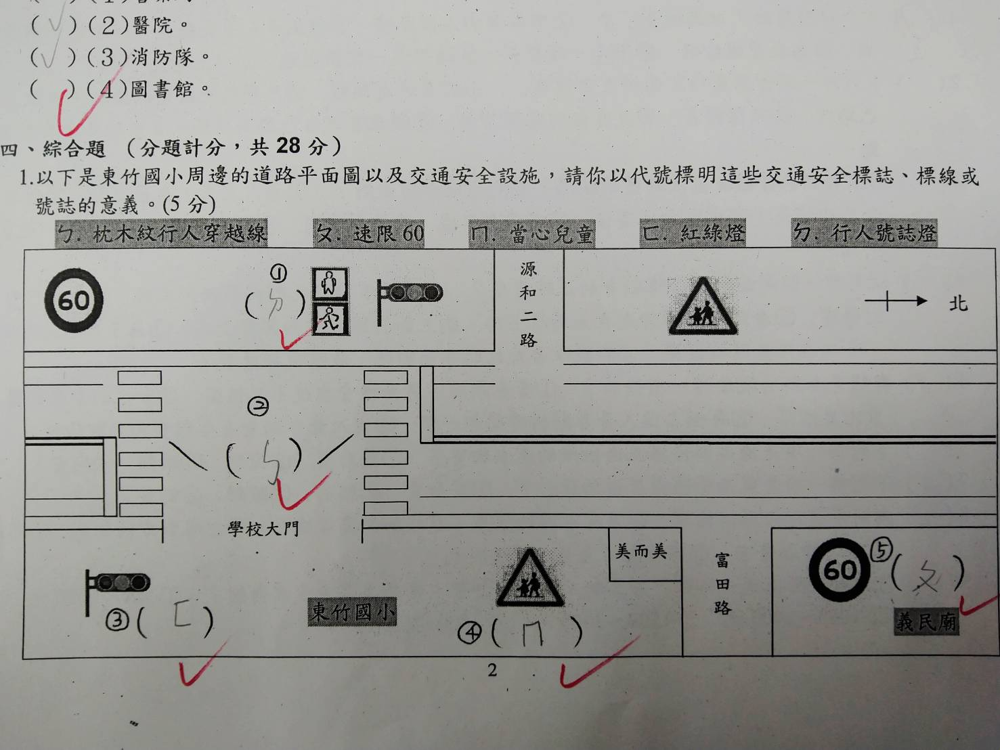 (✓)(2)醫院。
(✓)(3)消防隊。
( )(4)圖書館。
四、綜合題 (分題計分,共 28 分)
1.以下是東竹國小周邊的道路平面圖以及交通安全設施,請你以代號標明這些交通安全標誌、標線或
號誌的意義。(5 分)
ㄅ. 枕木紋行人穿越線 ㄆ. 速限 60 ㄇ. 當心兒童 ㄈ. 紅綠燈 ㄉ. 行人號誌燈
60
①
(ㄉ)
源和二路
北
②
(ㄅ)
學校大門
③(ㄈ)
東竹國小
④(ㄇ)
美而美
富田路
60
⑤(ㄆ)
義民廟
2